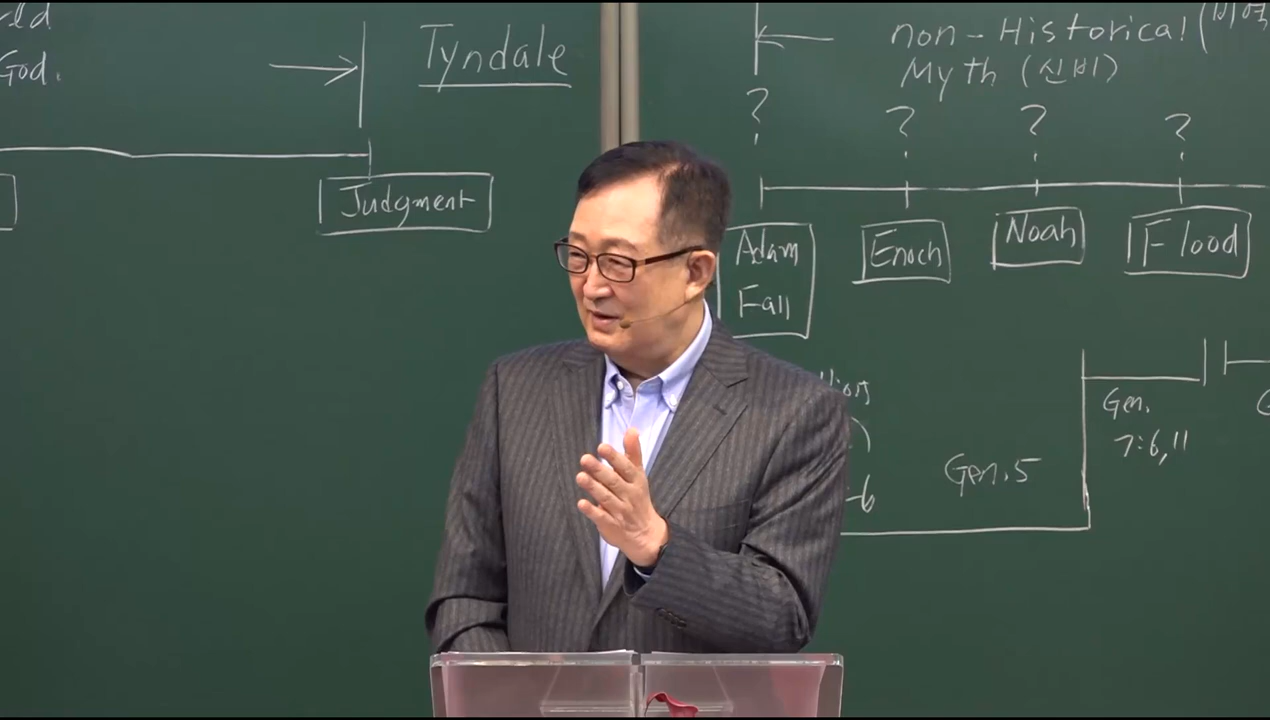 God.
Tyndale
Judgment
non-Historical (
Myth (신비)
?
?
?
?
Adam
Fall
Enoch
Noah
Flood
Gen. 5
Gen.
7:6,11